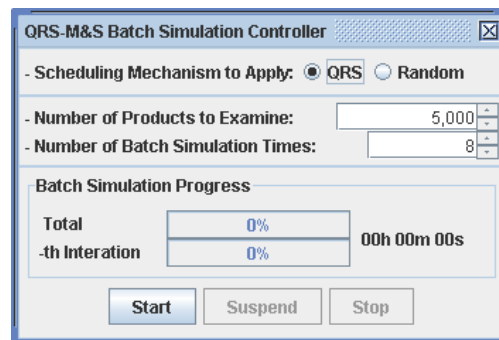 QRS-M&S Batch Simulation Controller
- Scheduling Mechanism to Apply: QRS Random
- Number of Products to Examine: 5,000
- Number of Batch Simulation Times: 8
Batch Simulation Progress
Total 0%
-th Interation 0%
00h 00m 00s
Start Suspend Stop